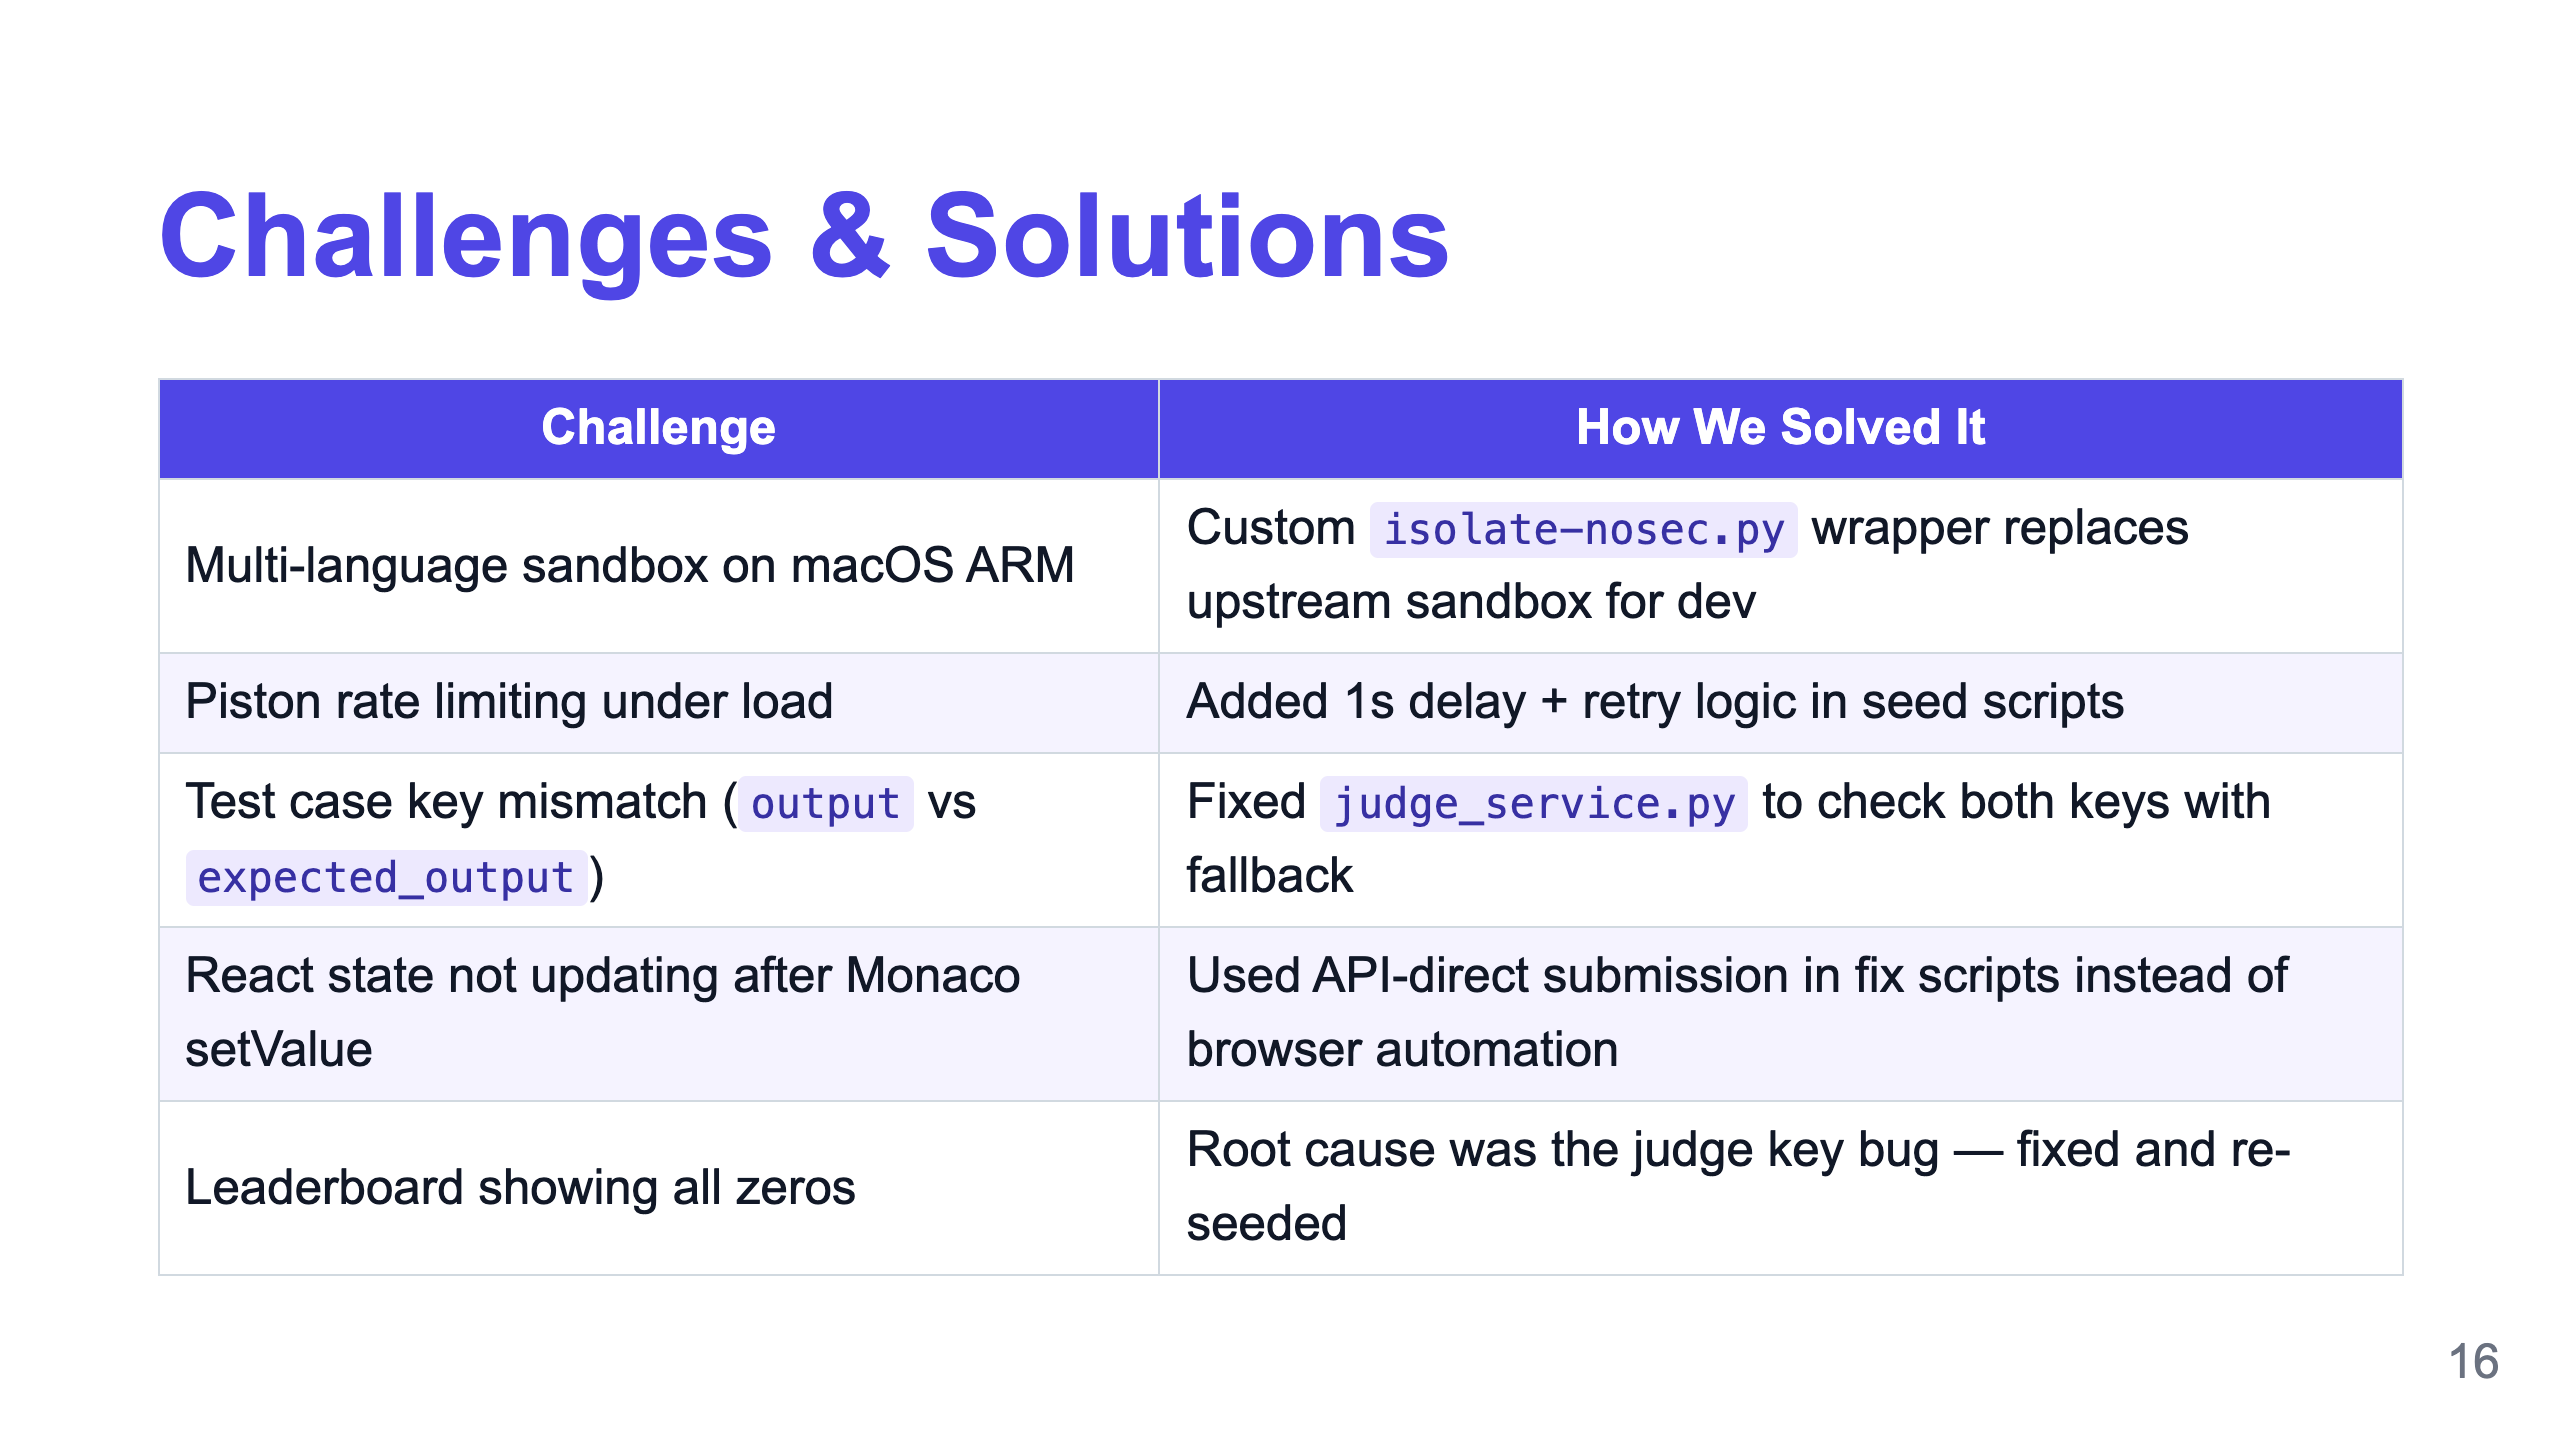 Challenges & Solutions
Challenge
How We Solved It
Multi-language sandbox on macOS ARM
Custom isolate-nosec.py wrapper replaces
upstream sandbox for dev
Piston rate limiting under load
Added 1s delay + retry logic in seed scripts
Test case key mismatch (output vs
expected_output)
Fixed judge_service.py to check both keys with
fallback
React state not updating after Monaco
setValue
Used API-direct submission in fix scripts instead of
browser automation
Leaderboard showing all zeros
Root cause was the judge key bug — fixed and re-
seeded
16